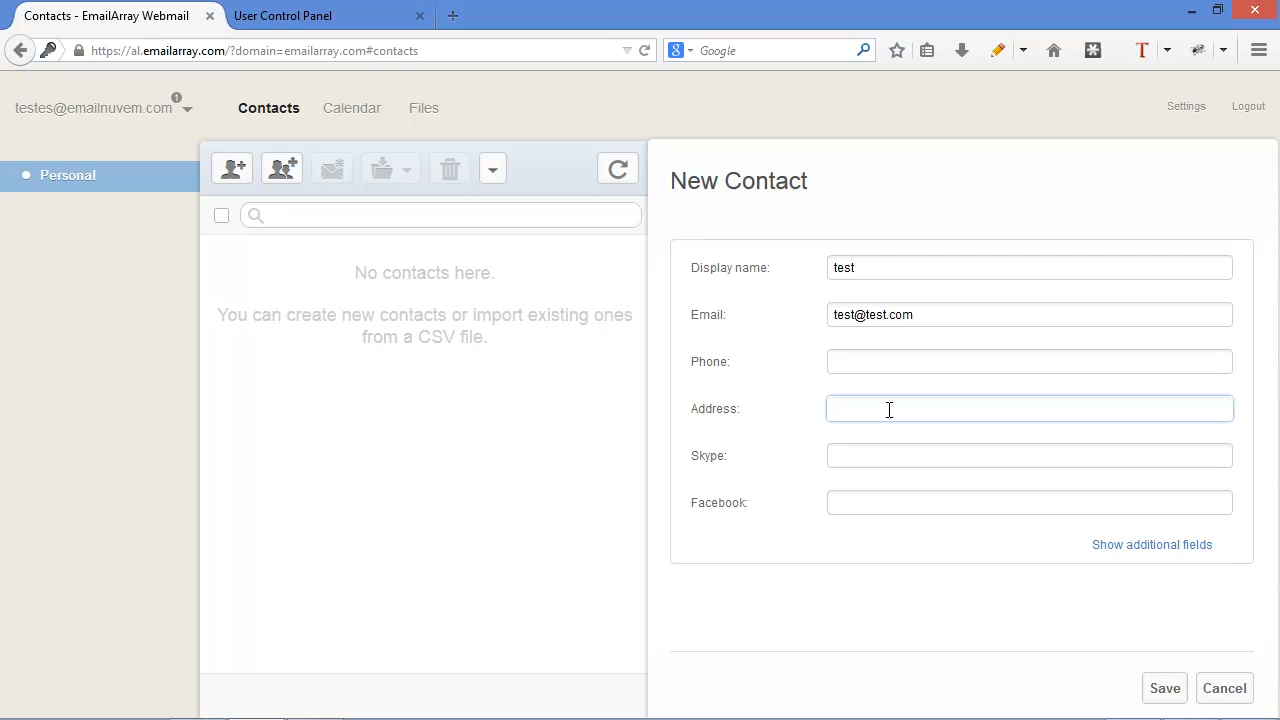 Contacts - EmailArray Webmail
User Control Panel
https://al.emailarray.com/?domain=emailarray.com#contacts
Google
testes@emailnuvem.com
1
Contacts
Calendar
Files
Settings
Logout
Personal
No contacts here.
You can create new contacts or import existing ones
from a CSV file.
New Contact
Display name:
test
Email:
test@test.com
Phone:
Address:
Skype:
Facebook:
Show additional fields
Save
Cancel